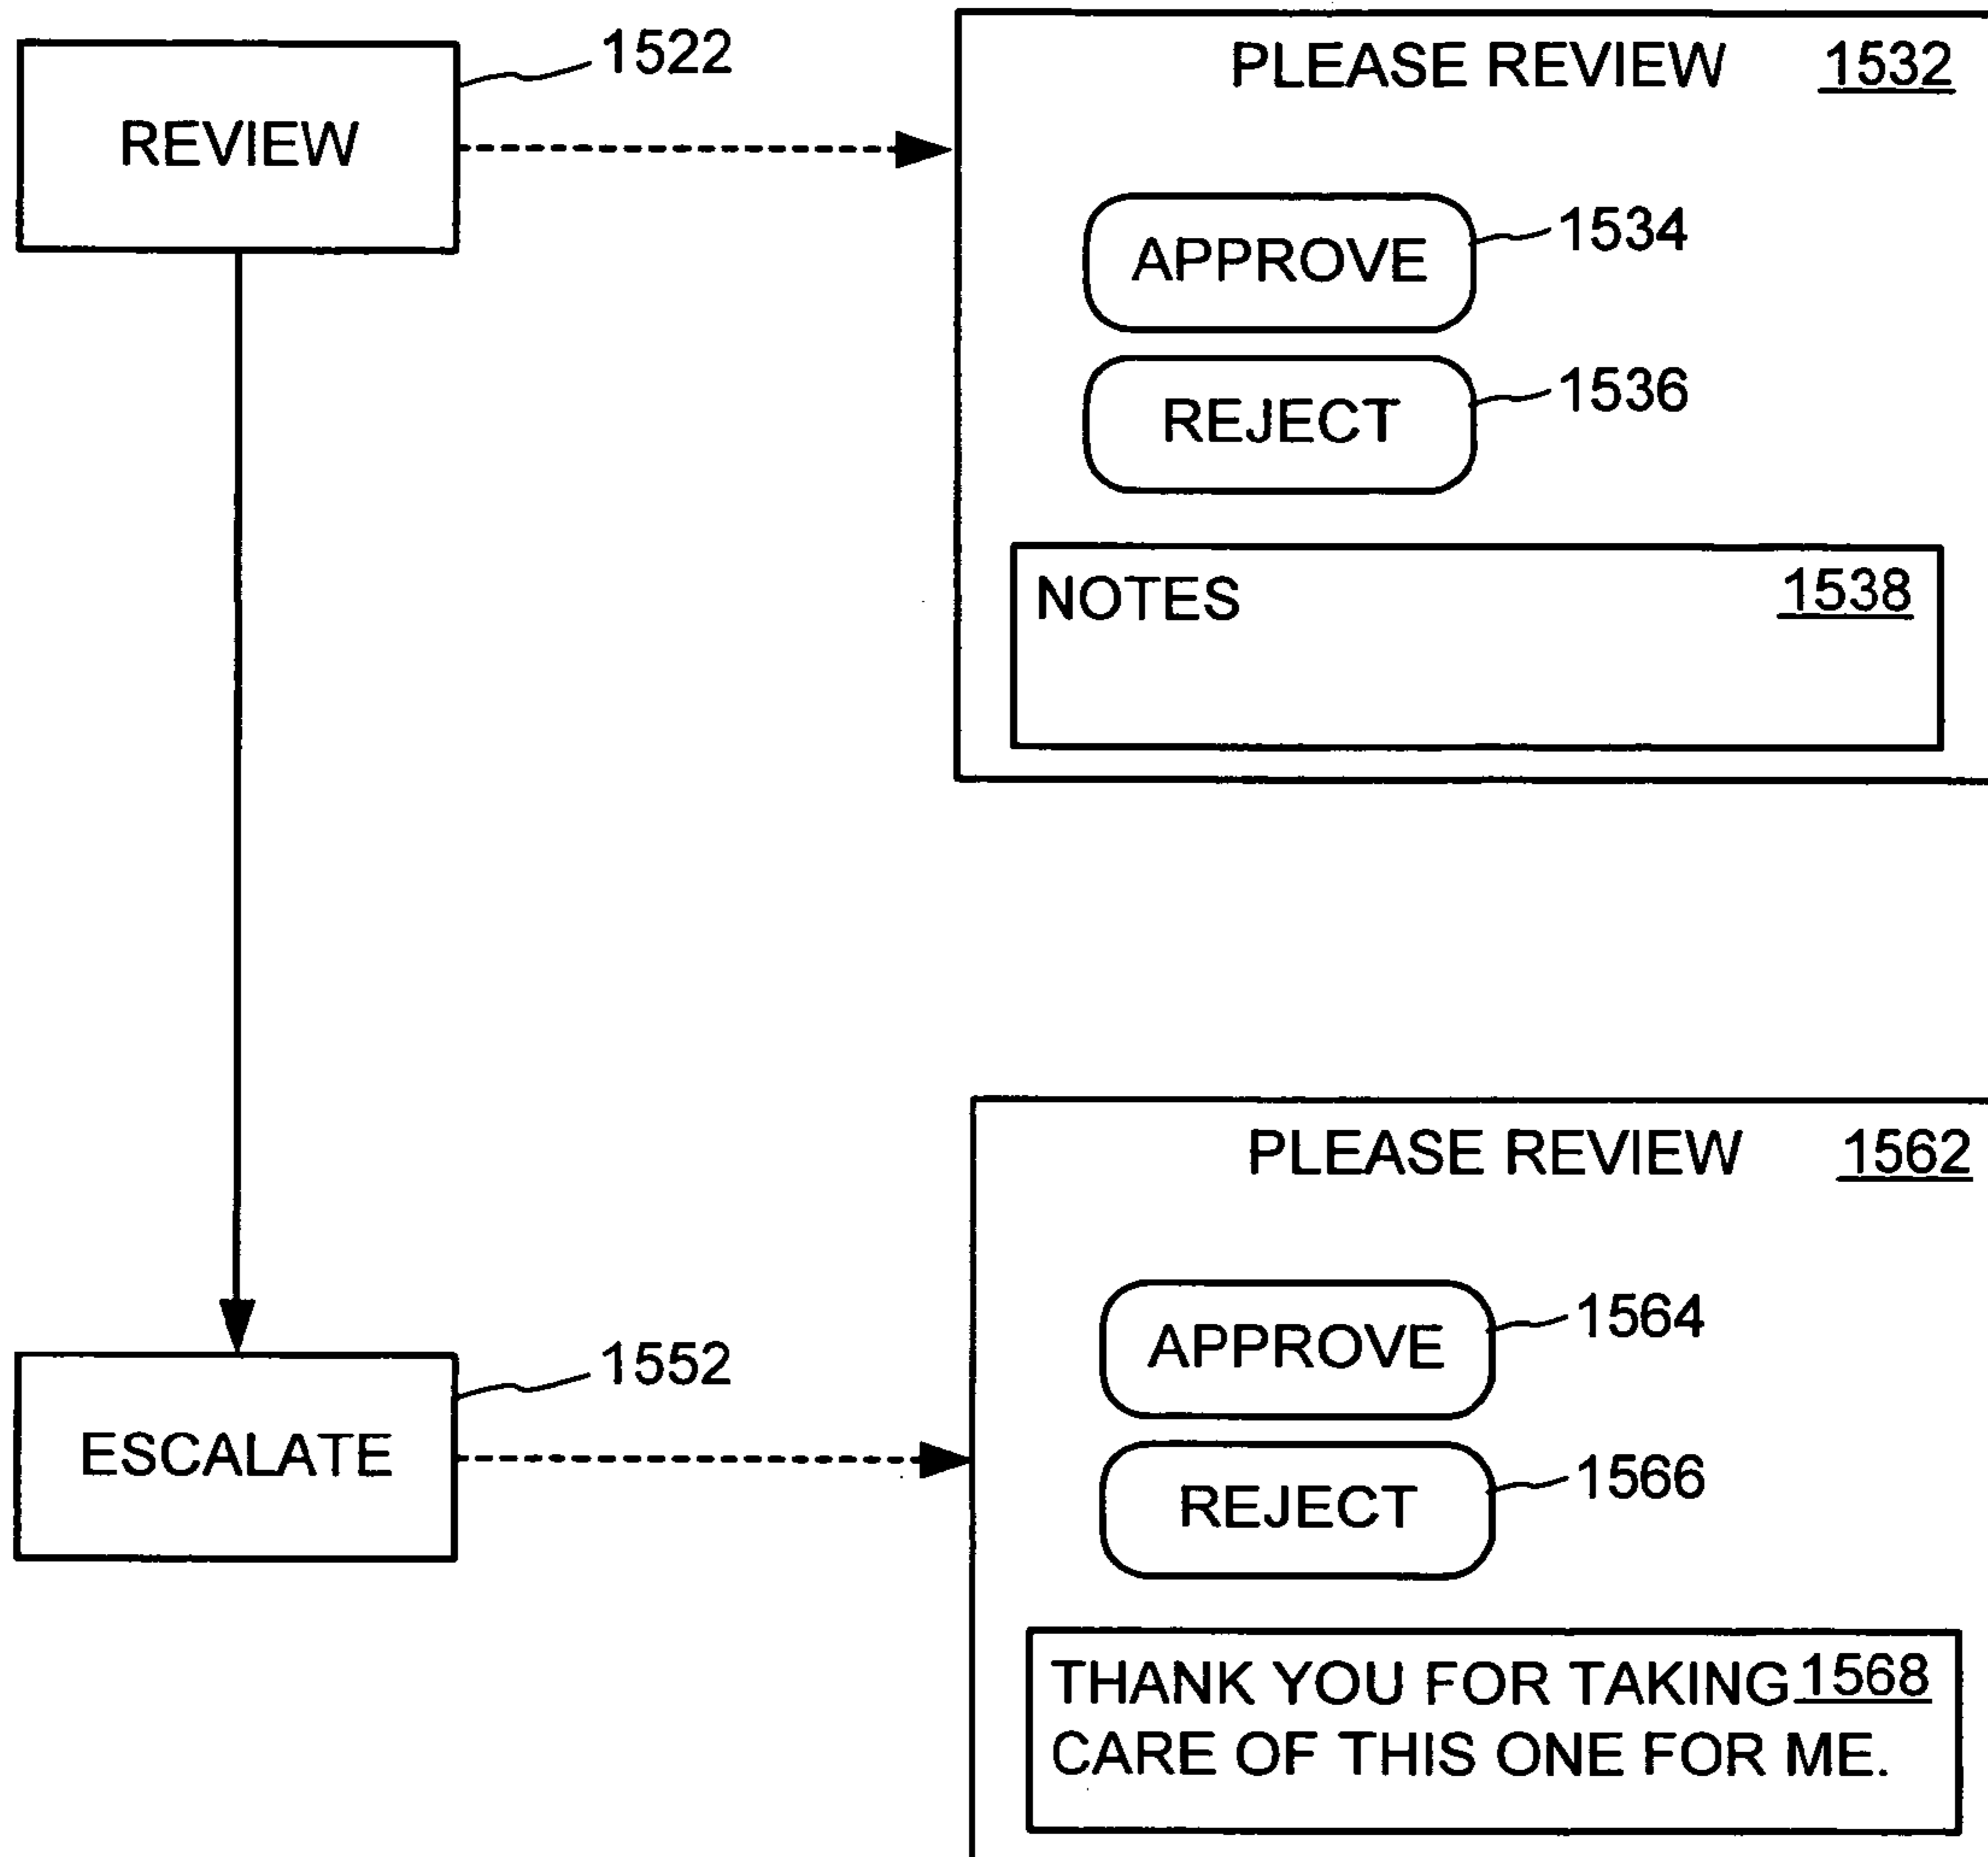 REVIEW
1522
PLEASE REVIEW 1532
APPROVE
1534
REJECT
1536
NOTES 1538
ESCALATE
1552
PLEASE REVIEW 1562
APPROVE
1564
REJECT
1566
THANK YOU FOR TAKING 1568
CARE OF THIS ONE FOR ME.